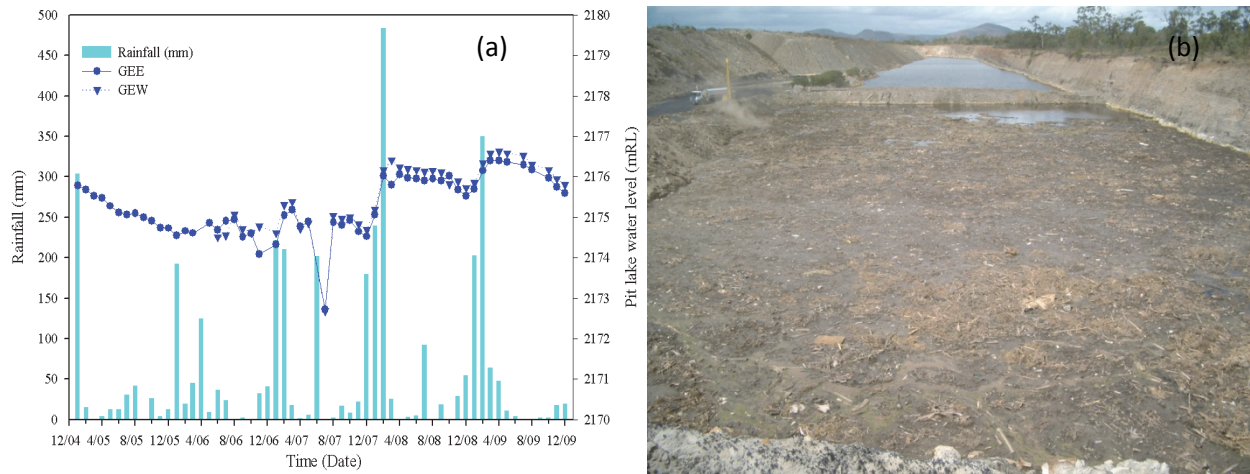 500
450
400
350
300
250
200
150
100
50
0
Rainfall (mm)
Rainfall (mm)
GEE
GEW
(a)
2180
2179
2178
2177
2176
2175
2174
2173
2172
2171
2170
Pit lake water level (mRL)
12/04 4/05 8/05 12/05 4/06 8/06 12/06 4/07 8/07 12/07 4/08 8/08 12/08 4/09 8/09 12/09
Time (Date)
(b)